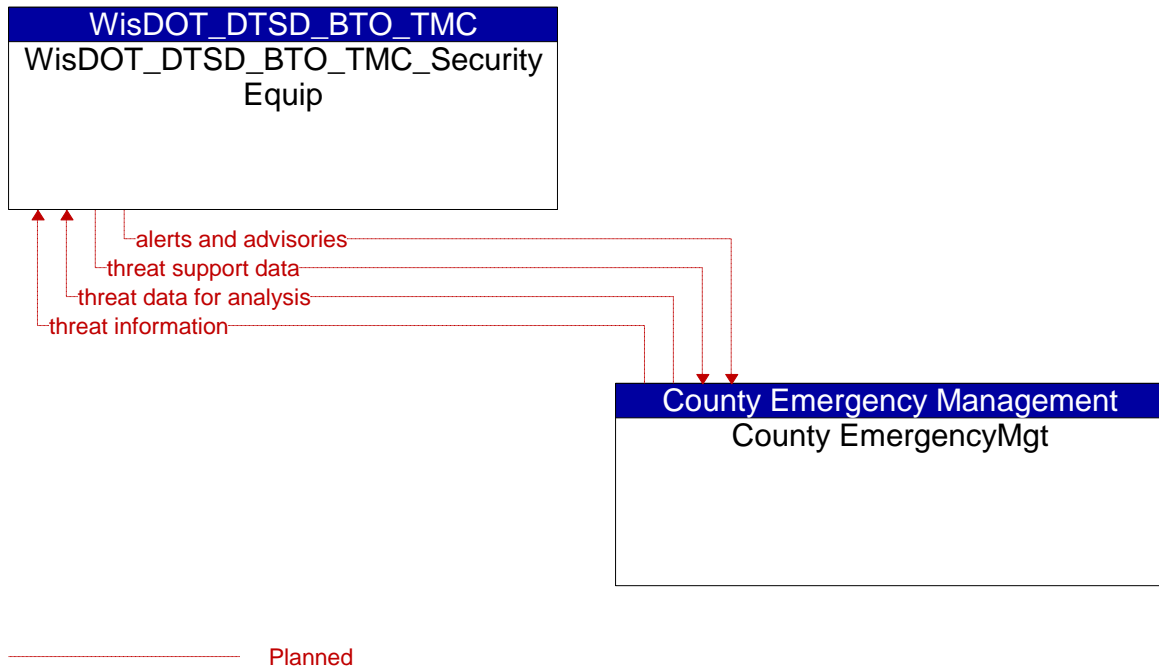 WisDOT_DTSD_BTO_TMC
WisDOT_DTSD_BTO_TMC_Security
Equip
alerts and advisories
threat support data
threat data for analysis
threat information
County Emergency Management
County EmergencyMgt
Planned